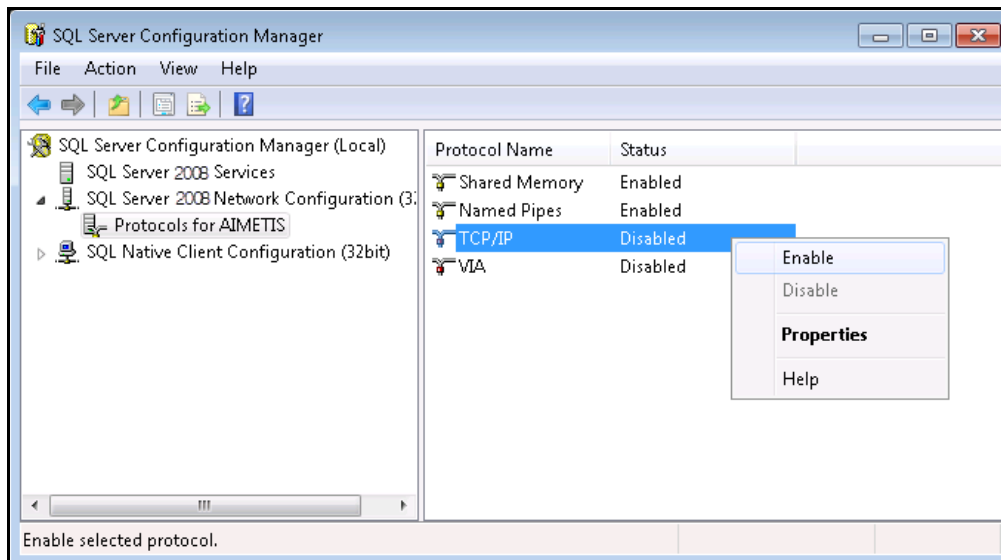 SQL Server Configuration Manager
File Action View Help
SQL Server Configuration Manager (Local)
SQL Server 2008 Services
SQL Server 2008 Network Configuration (3:
Protocols for AIMETIS
SQL Native Client Configuration (32bit)
Protocol Name Status
Shared Memory Enabled
Named Pipes Enabled
TCP/IP Disabled
VIA Disabled
Enable
Disable
Properties
Help
Enable selected protocol.